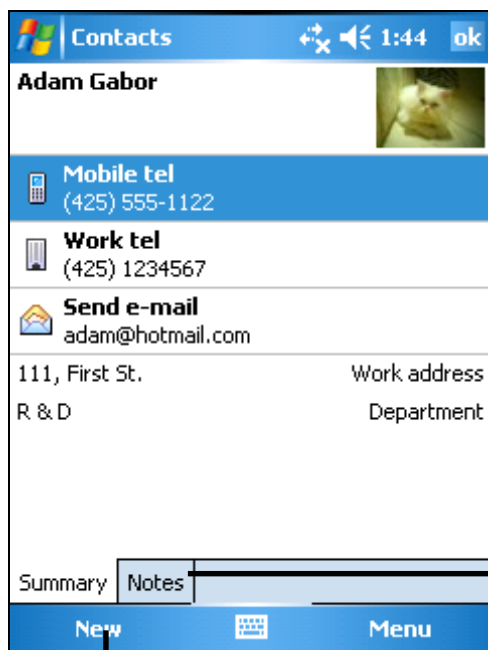 Contacts 1:44 ok
Adam Gabor
Mobile tel
(425) 555-1122
Work tel
(425) 1234567
Send e-mail
adam@hotmail.com
111, First St. Work address
R & D Department
Summary Notes
New Menu